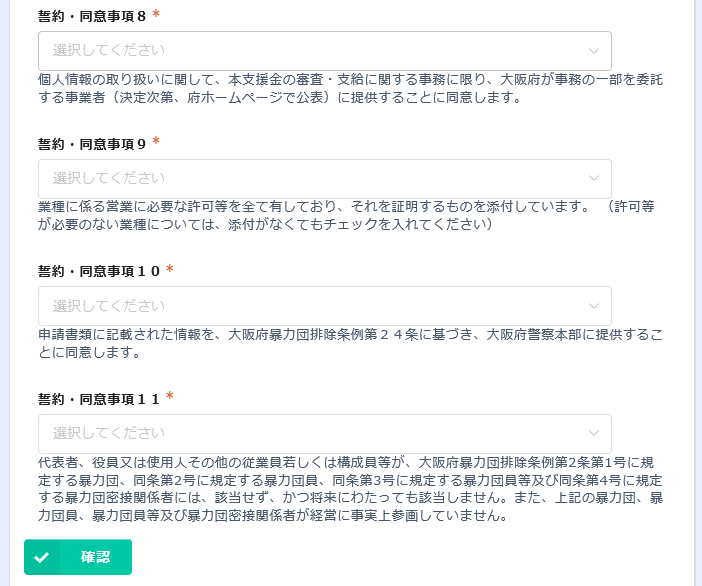 誓約・同意事項８ *
選択してください
個人情報の取り扱いに関して、本支援金の審査・支給に関する事務に限り、大阪府が事務の一部を委託
する事業者（決定次第、府ホームページで公表）に提供することに同意します。
誓約・同意事項９ *
選択してください
業種に係る営業に必要な許可等を全て有しており、それを証明するものを添付しています。 （許可等
が必要のない業種については、添付がなくてもチェックを入れてください）
誓約・同意事項１０ *
選択してください
申請書類に記載された情報を、大阪府暴力団排除条例第２４条に基づき、大阪府警察本部に提供するこ
とに同意します。
誓約・同意事項１１ *
選択してください
代表者、役員又は使用人その他の従業員若しくは構成員等が、大阪府暴力団排除条例第2条第1号に規
定する暴力団、同条第2号に規定する暴力団員、同条第3号に規定する暴力団員等及び同条第4号に規定
する暴力団密接関係者には、該当せず、かつ将来にわたっても該当しません。また、上記の暴力団、暴
力団員、暴力団員等及び暴力団密接関係者が経営に事実上参画していません。
確認